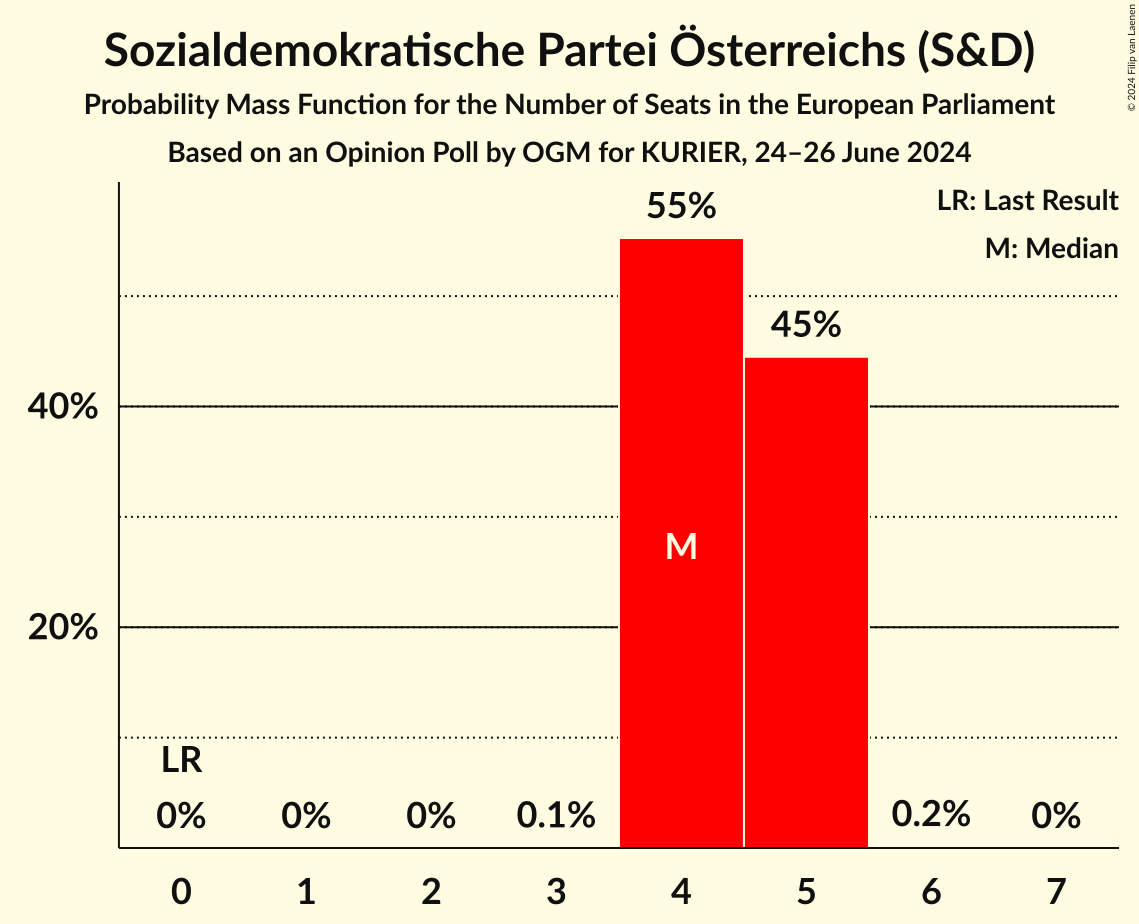 Sozialdemokratische Partei Österreichs (S&D)
Probability Mass Function for the Number of Seats in the European Parliament
Based on an Opinion Poll by OGM for KURIER, 24–26 June 2024
© 2024 Filip van Laenen
LR: Last Result
M: Median
55%
45%
40%
M
20%
LR
0% 0% 0% 0.1% 0.2% 0%
0 1 2 3 4 5 6 7